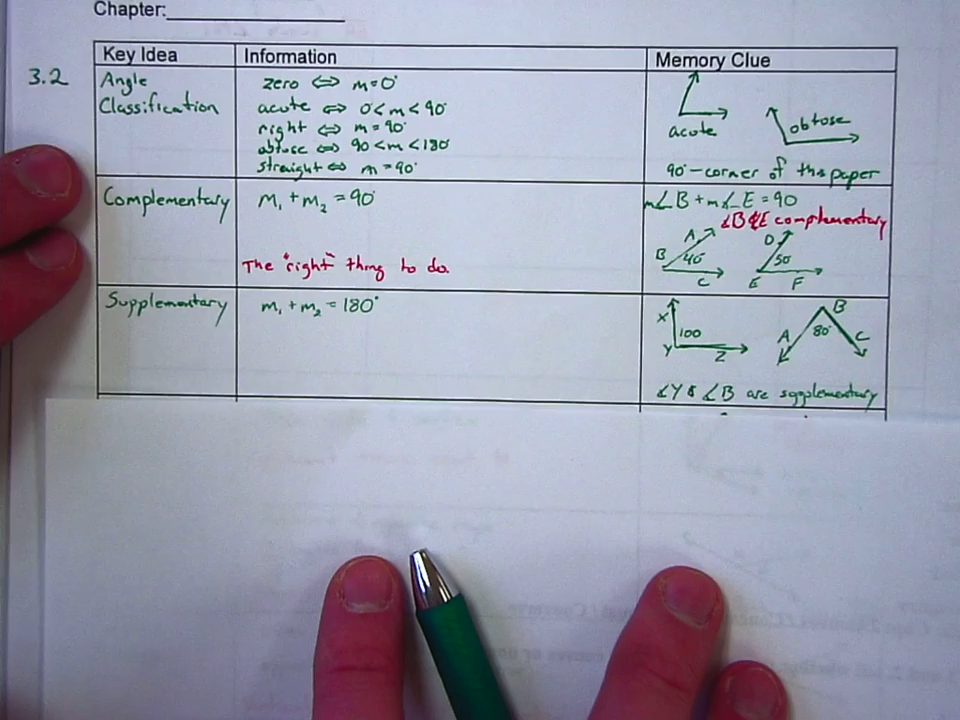 Chapter:
Key Idea Information Memory Clue
3.2 Angle Classification
zero ⇔ m=0°
acute ⇔ 0°<m<90°
right ⇔ m=90°
obtuse ⇔ 90<m<180°
straight ⇔ m=90°
acute obtuse
90°-corner of the paper
Complementary
m₁+m₂=90°
The "right" thing to do.
m∠B+m∠E=90
∠B&E complementary
A B 40° C
D 50° E F
Supplementary
m₁+m₂=180°
X 100 Y Z
A B 80° C
∠Y & ∠B are supplementary